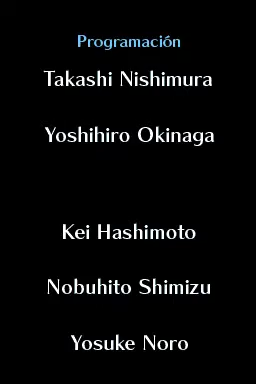 Programación
Takashi Nishimura
Yoshihiro Okinaga
Kei Hashimoto
Nobuhito Shimizu
Yosuke Noro